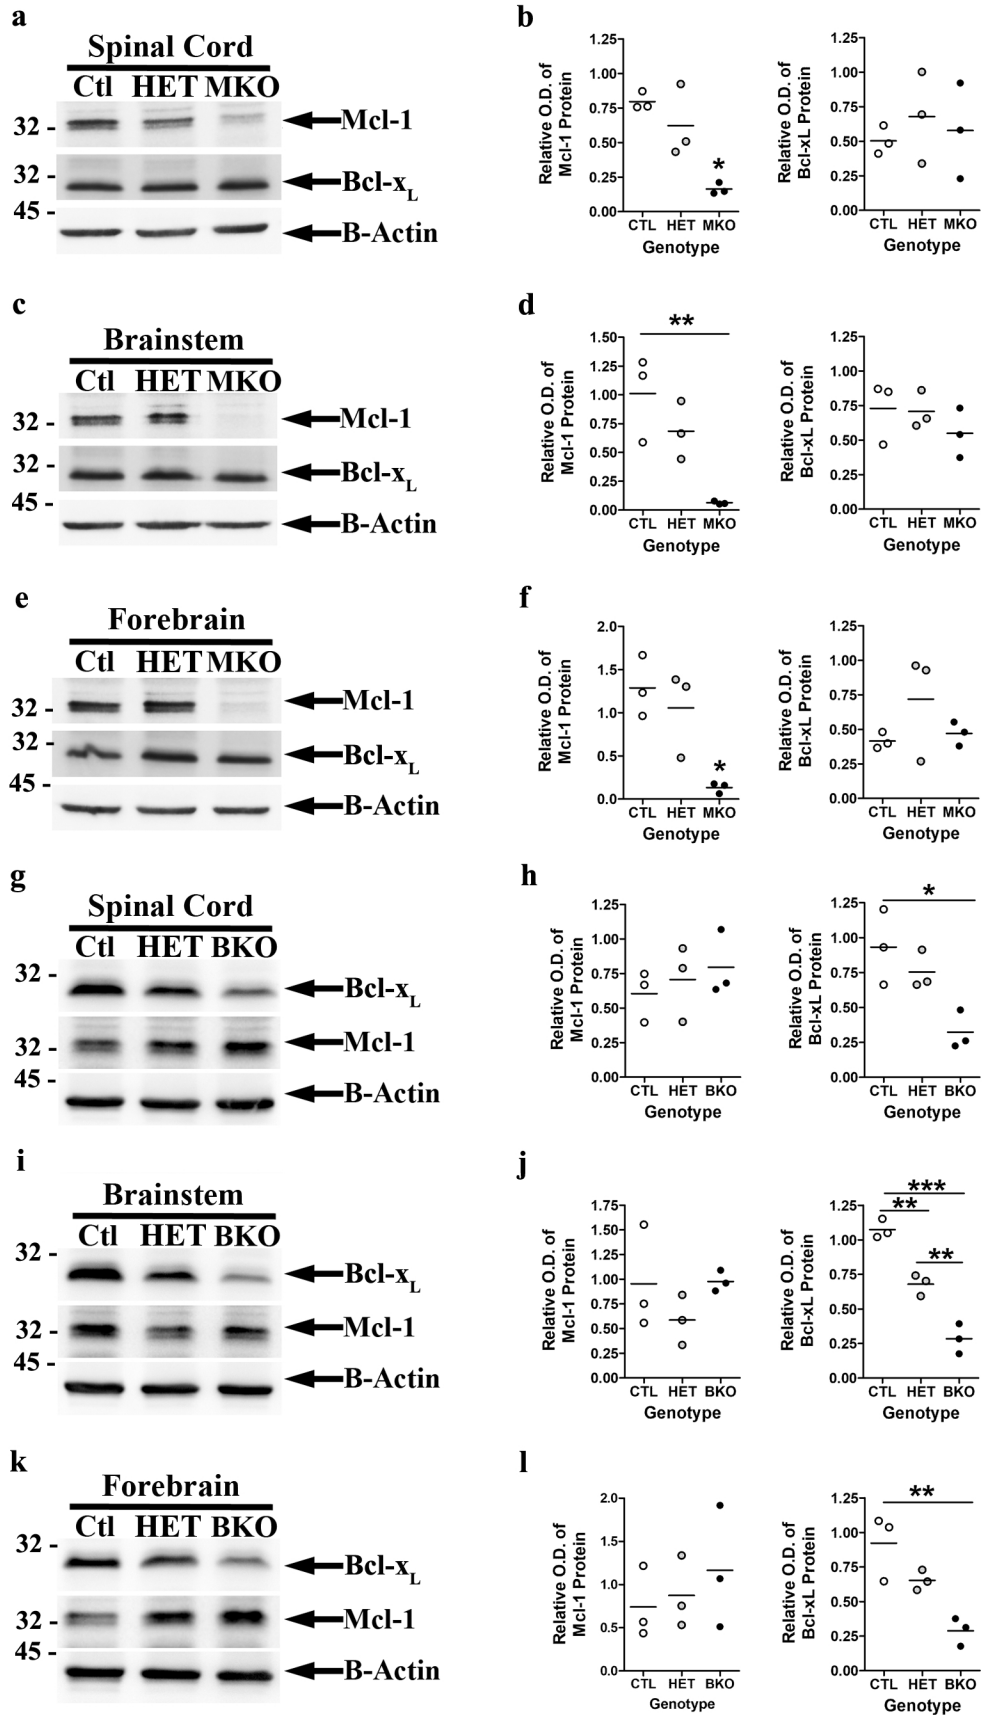 a
Spinal Cord
Ctl HET MKO
32 - Mcl-1
32 - Bcl-xL
45 - B-Actin
b
Relative O.D. of
Mcl-1 Protein
1.25
1.00
0.75
0.50
0.25
0.00
*
CTL HET MKO
Genotype
Relative O.D. of
Bcl-xL Protein
1.25
1.00
0.75
0.50
0.25
0.00
CTL HET MKO
Genotype
c
Brainstem
Ctl HET MKO
32 - Mcl-1
32 - Bcl-xL
45 - B-Actin
d
Relative O.D. of
Mcl-1 Protein
**
1.50
1.25
1.00
0.75
0.50
0.25
0.00
CTL HET MKO
Genotype
Relative O.D. of
Bcl-xL Protein
1.25
1.00
0.75
0.50
0.25
0.00
CTL HET MKO
Genotype
e
Forebrain
Ctl HET MKO
32 - Mcl-1
32 - Bcl-xL
45 - B-Actin
f
Relative O.D. of
Mcl-1 Protein
2.0
1.5
1.0
0.5
0.0
*
CTL HET MKO
Genotype
Relative O.D. of
Bcl-xL Protein
1.25
1.00
0.75
0.50
0.25
0.00
CTL HET MKO
Genotype
g
Spinal Cord
Ctl HET BKO
32 - Bcl-xL
32 - Mcl-1
45 - B-Actin
h
Relative O.D. of
Mcl-1 Protein
1.25
1.00
0.75
0.50
0.25
0.00
CTL HET BKO
Genotype
Relative O.D. of
Bcl-xL Protein
*
1.25
1.00
0.75
0.50
0.25
0.00
CTL HET BKO
Genotype
i
Brainstem
Ctl HET BKO
32 - Bcl-xL
32 - Mcl-1
45 - B-Actin
j
Relative O.D. of
Mcl-1 Protein
1.75
1.50
1.25
1.00
0.75
0.50
0.25
0.00
CTL HET BKO
Genotype
Relative O.D. of
Bcl-xL Protein
***
**
**
1.25
1.00
0.75
0.50
0.25
0.00
CTL HET BKO
Genotype
k
Forebrain
Ctl HET BKO
32 - Bcl-xL
32 - Mcl-1
45 - B-Actin
l
Relative O.D. of
Mcl-1 Protein
2.0
1.5
1.0
0.5
0.0
CTL HET BKO
Genotype
Relative O.D. of
Bcl-xL Protein
**
1.25
1.00
0.75
0.50
0.25
0.00
CTL HET BKO
Genotype